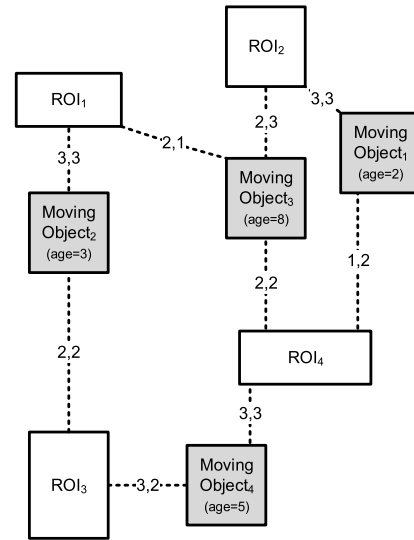 ROI₂
ROI₁
3,3
2,3
2,1
Moving
Object₁
(age=2)
3,3
Moving
Object₃
(age=8)
Moving
Object₂
(age=3)
1,2
2,2
2,2
ROI₄
3,3
Moving
Object₄
(age=5)
ROI₃
3,2